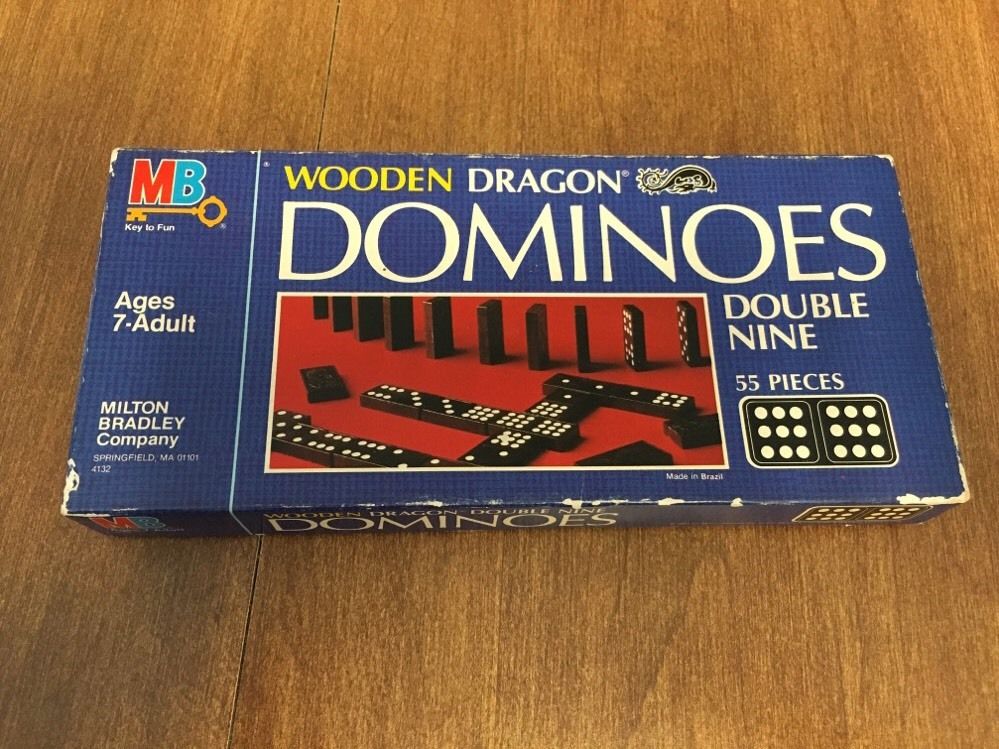 MB
®
Key to Fun
®
Ages
7-Adult
MILTON
BRADLEY
Company
SPRINGFIELD, MA 01101
4132
WOODEN DRAGON®
DOMINOES
DOUBLE
NINE
55 PIECES
Made in Brazil
MB
WOODEN DRAGON DOUBLE NINE
DOMINOES